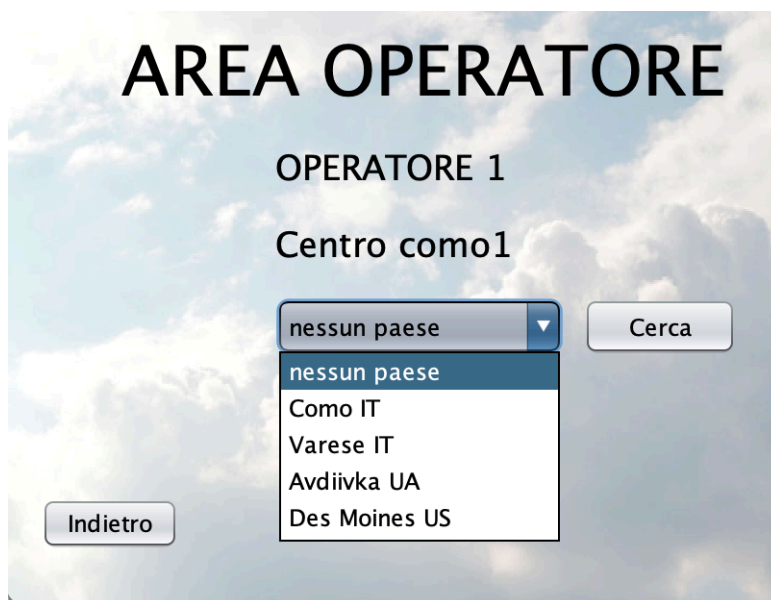 AREA OPERATORE
OPERATORE 1
Centro como1
nessun paese
Cerca
nessun paese
Como IT
Varese IT
Avdiivka UA
Des Moines US
Indietro